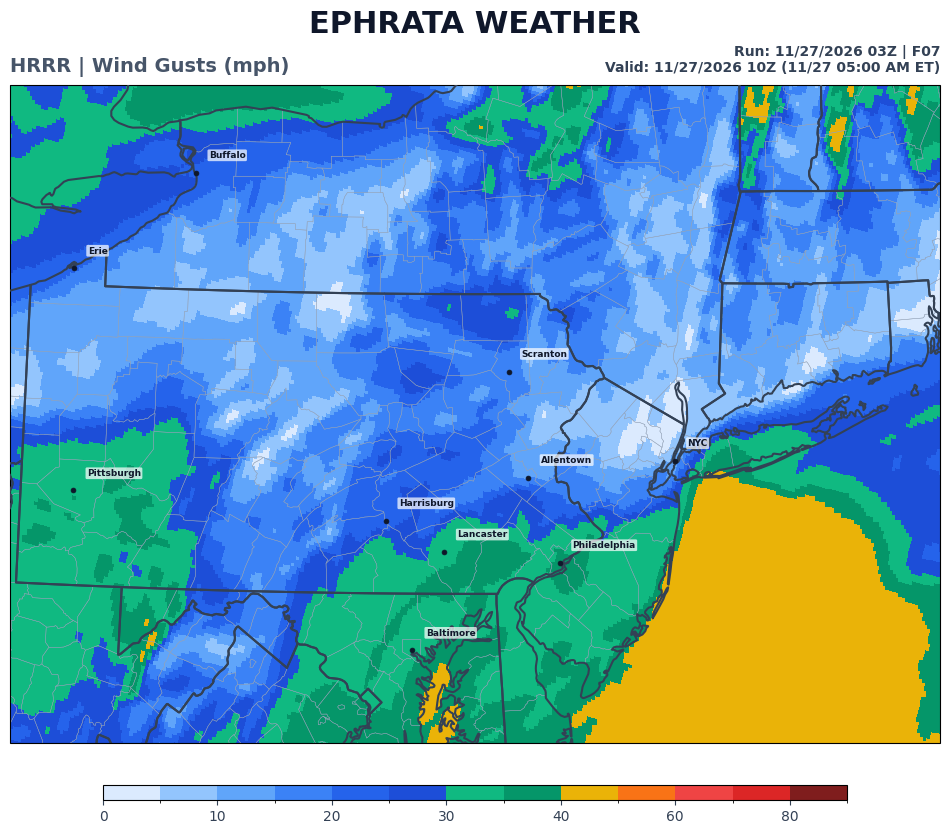 EPHRATA WEATHER
HRRR | Wind Gusts (mph)
Run: 11/27/2026 03Z | F07
Valid: 11/27/2026 10Z (11/27 05:00 AM ET)
Buffalo
Erie
Scranton
NYC
Allentown
Pittsburgh
Harrisburg
Lancaster
Philadelphia
Baltimore
0 10 20 30 40 50 60 70 80